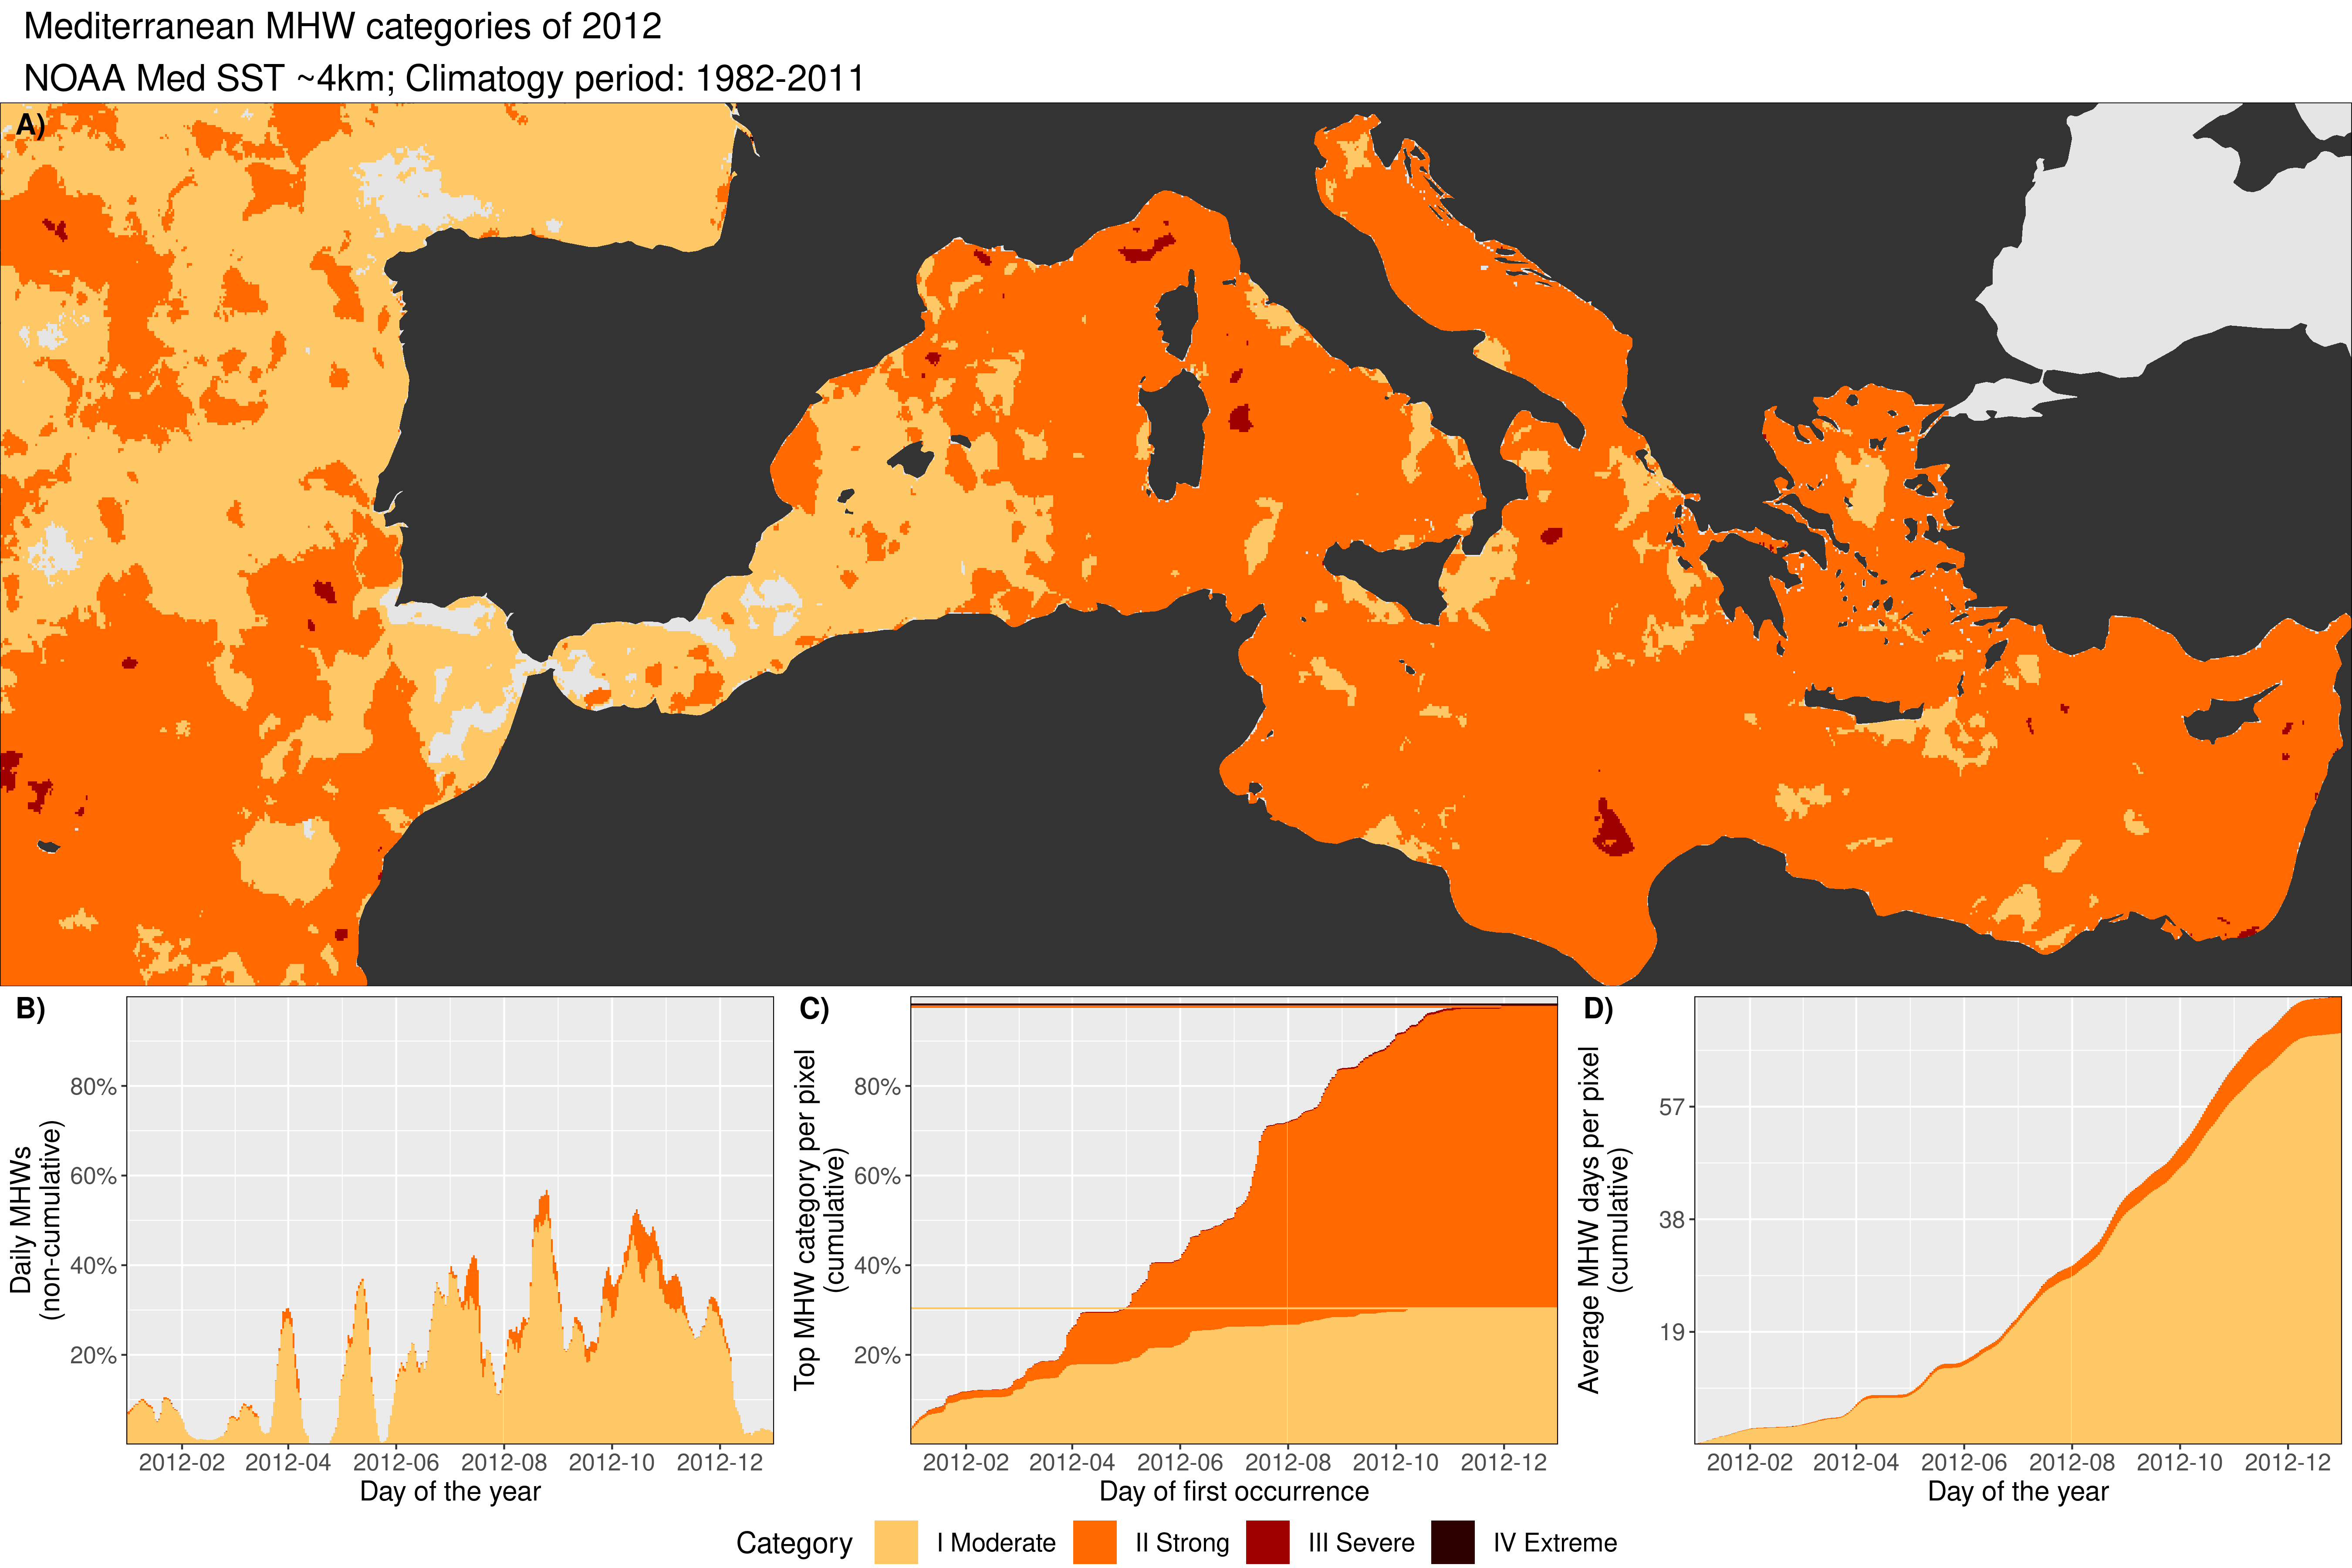 Mediterranean MHW categories of 2012
NOAA Med SST ~4km; Climatogy period: 1982-2011
A)
B)
Daily MHWs
(non-cumulative)
80%
60%
40%
20%
2012-02 2012-04 2012-06 2012-08 2012-10 2012-12
Day of the year
C)
Top MHW category per pixel
(cumulative)
80%
60%
40%
20%
2012-02 2012-04 2012-06 2012-08 2012-10 2012-12
Day of first occurrence
D)
Average MHW days per pixel
(cumulative)
57
38
19
2012-02 2012-04 2012-06 2012-08 2012-10 2012-12
Day of the year
Category I Moderate II Strong III Severe IV Extreme